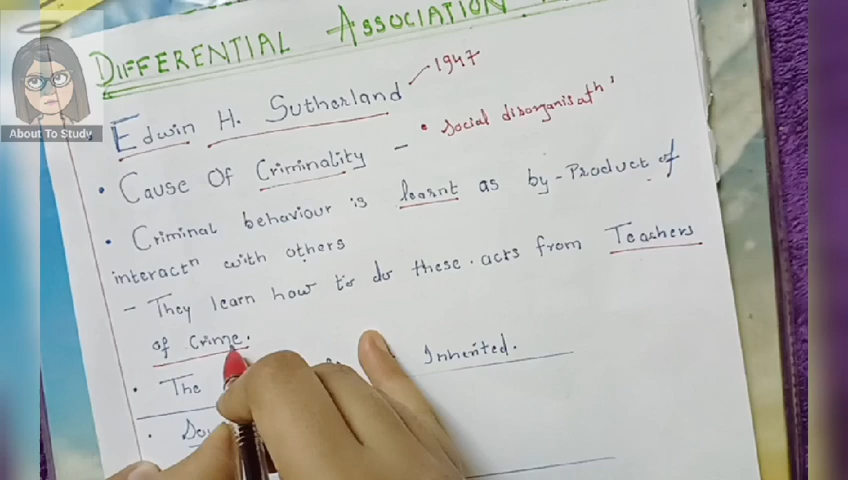 DIFFERENTIAL ASSOCIATION
About To Study
Edwin H. Sutherland 1947
• Cause Of Criminality - • Social disorganisatn'
• Criminal behaviour is learnt as by-Product of
interactn with others
- They learn how to do these acts from Teachers
of Crime.
• The Inherited.